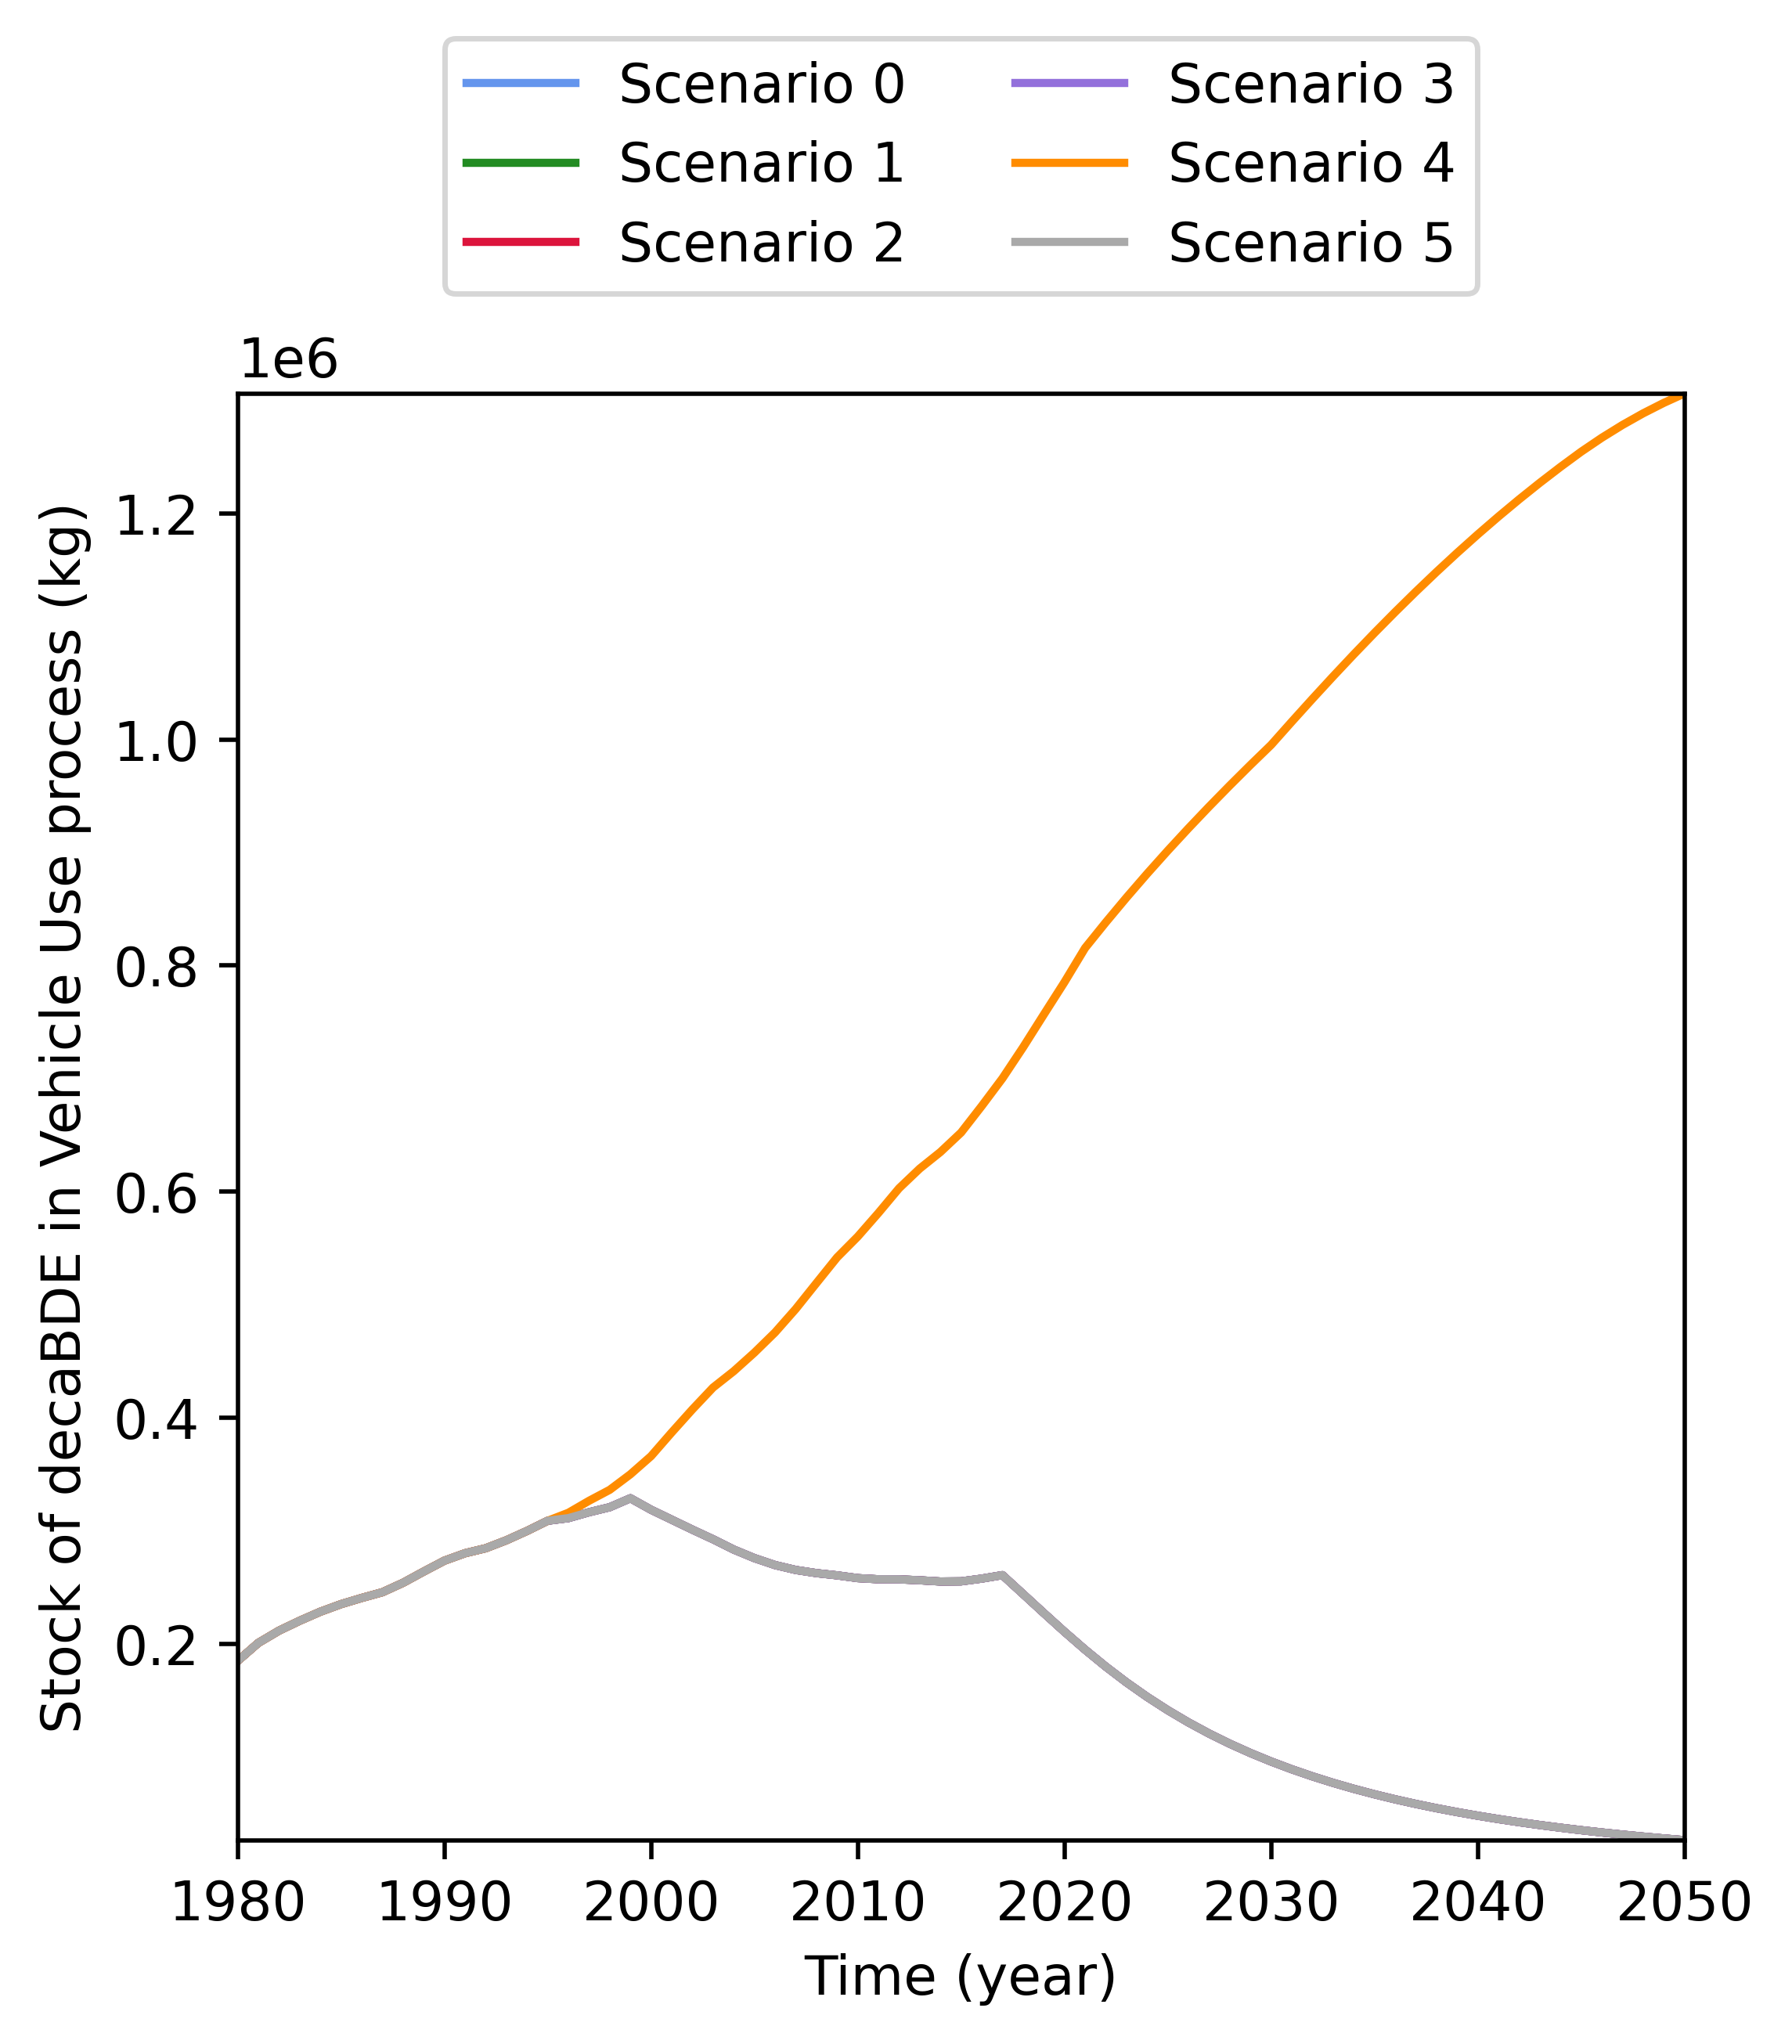 Scenario 0
Scenario 1
Scenario 2
Scenario 3
Scenario 4
Scenario 5
1e6
Stock of decaBDE in Vehicle Use process (kg)
1.2
1.0
0.8
0.6
0.4
0.2
1980 1990 2000 2010 2020 2030 2040 2050
Time (year)